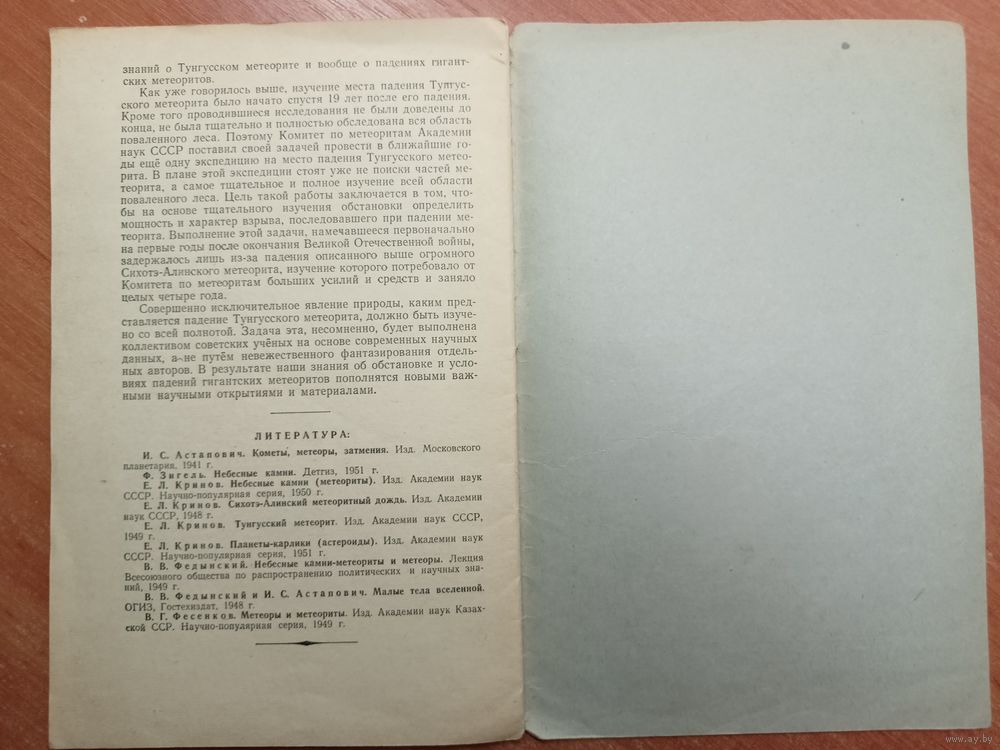 знаний о Тунгусском метеорите и вообще о падениях гигант-
ских метеоритов.
Как уже говорилось выше, изучение места падения Тунгус-
ского метеорита было начато спустя 19 лет после его падения.
Кроме того проводившиеся исследования не были доведены до
конца, не была тщательно и полностью обследована вся область
поваленного леса. Поэтому Комитет по метеоритам Академии
наук СССР поставил своей задачей провести в ближайшие го-
ды ещё одну экспедицию на место падения Тунгусского метео-
рита. В плане этой экспедиции стоят уже не поиски частей ме-
теорита, а самое тщательное и полное изучение всей области
поваленного леса. Цель такой работы заключается в том, что-
бы на основе тщательного изучения обстановки определить
мощность и характер взрыва, последовавшего при падении ме-
теорита. Выполнение этой задачи, намечавшееся первоначально
на первые годы после окончания Великой Отечественной войны,
задержалось лишь из-за падения описанного выше огромного
Сихотэ-Алинского метеорита, изучение которого потребовало от
Комитета по метеоритам больших усилий и средств и заняло
целых четыре года.
Совершенно исключительное явление природы, каким пред-
ставляется падение Тунгусского метеорита, должно быть изуче-
но со всей полнотой. Задача эта, несомненно, будет выполнена
коллективом советских учёных на основе современных научных
данных, а не путём невежественного фантазирования отдель-
ных авторов. В результате наши знания об обстановке и усло-
виях падений гигантских метеоритов пополнятся новыми важ-
ными научными открытиями и материалами.
ЛИТЕРАТУРА:
И. С. Астапович. Кометы, метеоры, затмения. Изд. Московского
планетария, 1941 г.
Ф. Зигель. Небесные камни. Детгиз, 1951 г.
Е. Л. Кринов. Небесные камни (метеориты). Изд. Академии наук
СССР. Научно-популярная серия, 1950 г.
Е. Л. Кринов. Сихотэ-Алинский метеоритный дождь. Изд. Академии
наук СССР, 1948 г.
Е. Л. Кринов. Тунгусский метеорит. Изд. Академии наук СССР,
1949 г.
Е. Л. Кринов. Планеты-карлики (астероиды). Изд. Академии наук
СССР. Научно-популярная серия, 1951 г.
В. В. Федынский. Небесные камни-метеориты и метеоры. Лекция
Всесоюзного общества по распространению политических и научных зна-
ний, 1949 г.
В. В. Федынский и И. С. Астапович. Малые тела вселенной.
ОГИЗ, Гостехиздат, 1948 г.
В. Г. Фесенков. Метеоры и метеориты. Изд. Академии наук Казах-
ской ССР. Научно-популярная серия, 1949 г.
www.ay.by